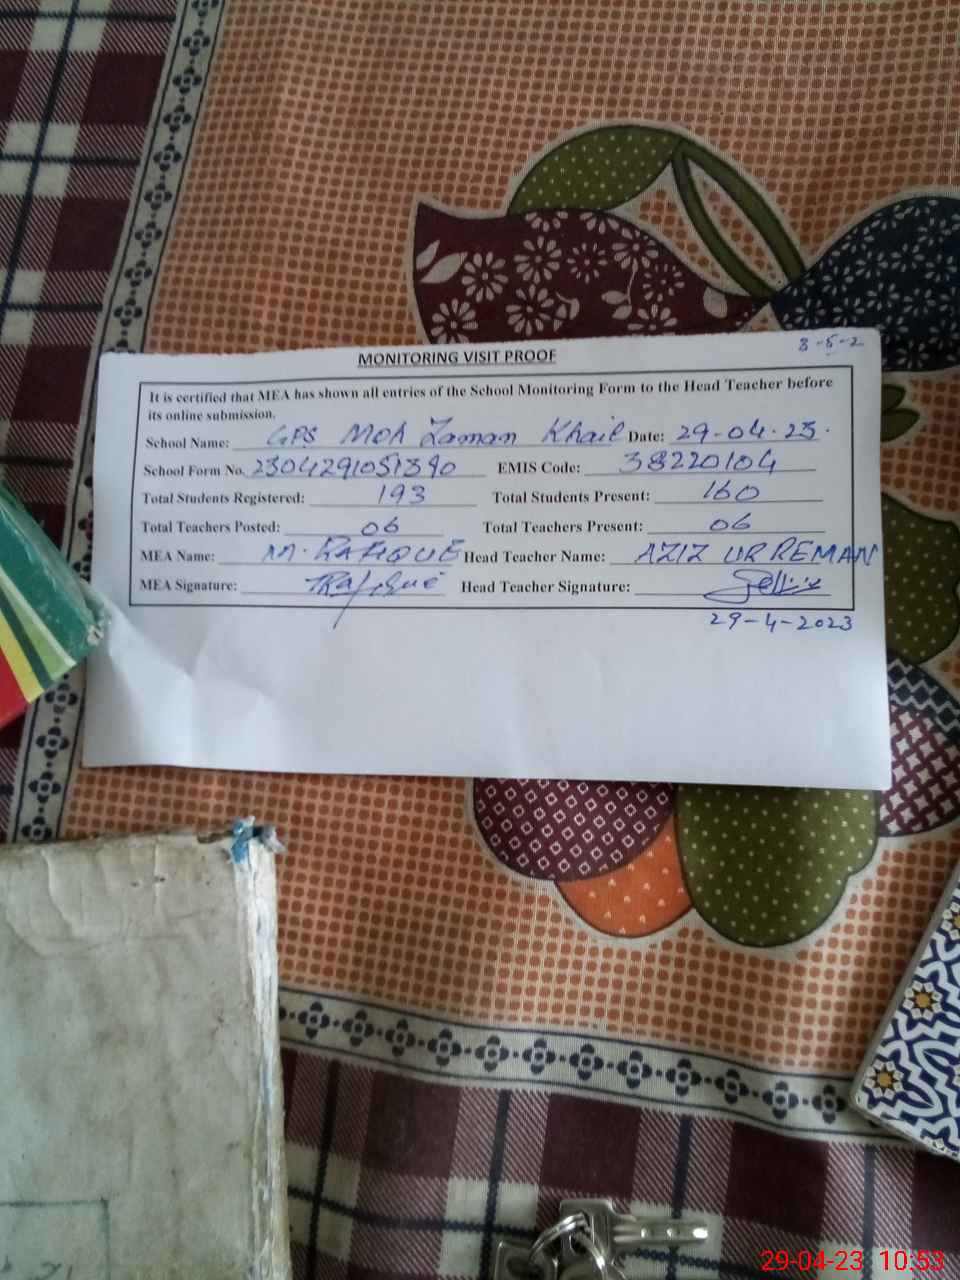 MONITORING VISIT PROOF
8-5-2
It is certified that MEA has shown all entries of the School Monitoring Form to the Head Teacher before
its online submission.
School Name: GPS MOH Zaman Khail Date: 29-04-23.
School Form No. 2304291051390 EMIS Code: 38220104
Total Students Registered: 193 Total Students Present: 160
Total Teachers Posted: 06 Total Teachers Present: 06
MEA Name: M. RAFIQUE Head Teacher Name: AZIZ UR REMAN
MEA Signature: Rafique Head Teacher Signature:
29-4-2023
29-04-23 10:53